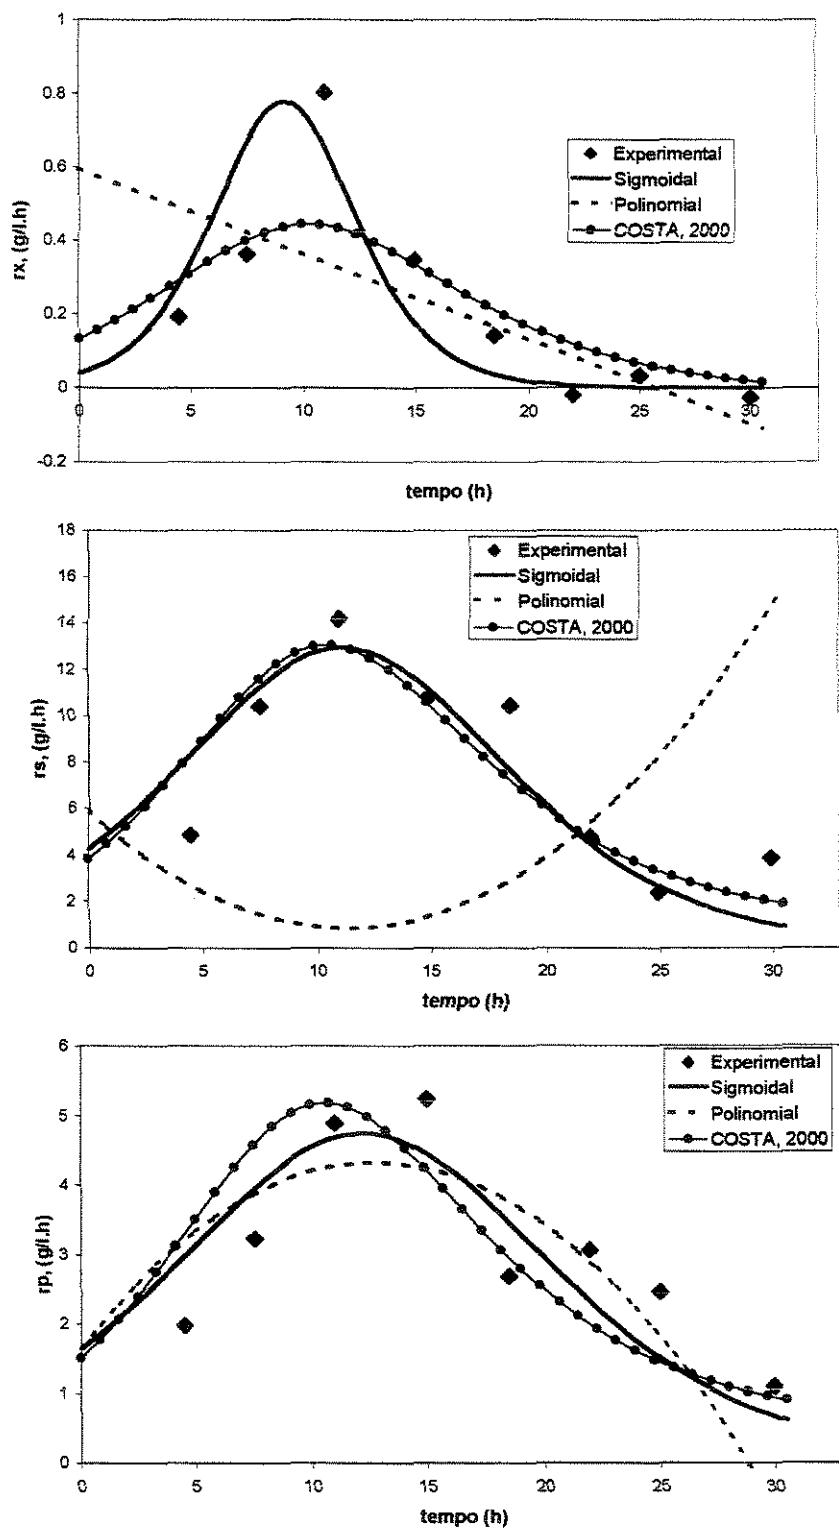 1
0.8
0.6
0.4
0.2
0
-0.2
rx, (g/l.h)
0 5 10 15 20 25 30
tempo (h)
Experimental
Sigmoidal
Polinomial
COSTA, 2000
18
16
14
12
10
8
6
4
2
0
rs, (g/l.h)
0 5 10 15 20 25 30
tempo (h)
Experimental
Sigmoidal
Polinomial
COSTA, 2000
6
5
4
3
2
1
0
rp, (g/l.h)
0 5 10 15 20 25 30
tempo (h)
Experimental
Sigmoidal
Polinomial
COSTA, 2000